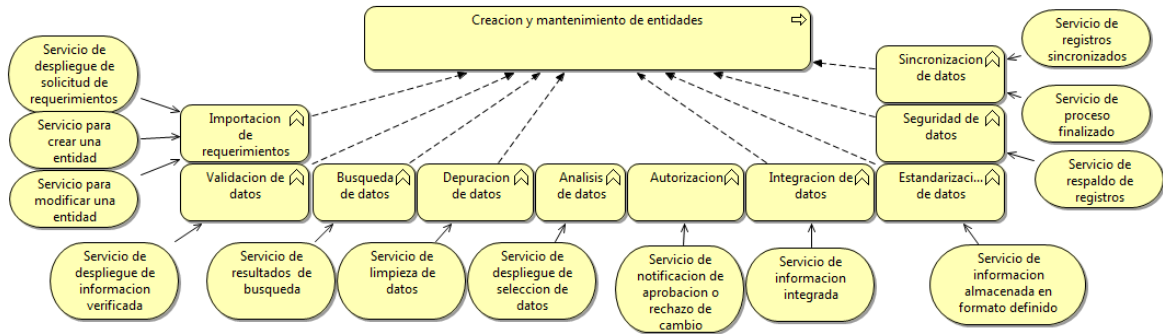 Creacion y mantenimiento de entidades
Servicio de
despliegue de
solicitud de
requerimientos
Servicio para
crear una
entidad
Servicio para
modificar una
entidad
Importacion
de
requerimientos
Validacion de
datos
Busqueda
de datos
Depuracion
de datos
Analisis
de datos
Autorizacion
Integracion de
datos
Estandarizaci...
de datos
Sincronizacion
de datos
Seguridad de
datos
Servicio de
registros
sincronizados
Servicio de
proceso
finalizado
Servicio de
respaldo de
registros
Servicio de
despliegue de
informacion
verificada
Servicio de
resultados de
busqueda
Servicio de
limpieza de
datos
Servicio de
despliegue de
seleccion de
datos
Servicio de
notificacion de
aprobacion o
rechazo de
cambio
Servicio de
informacion
integrada
Servicio de
informacion
almacenada en
formato definido